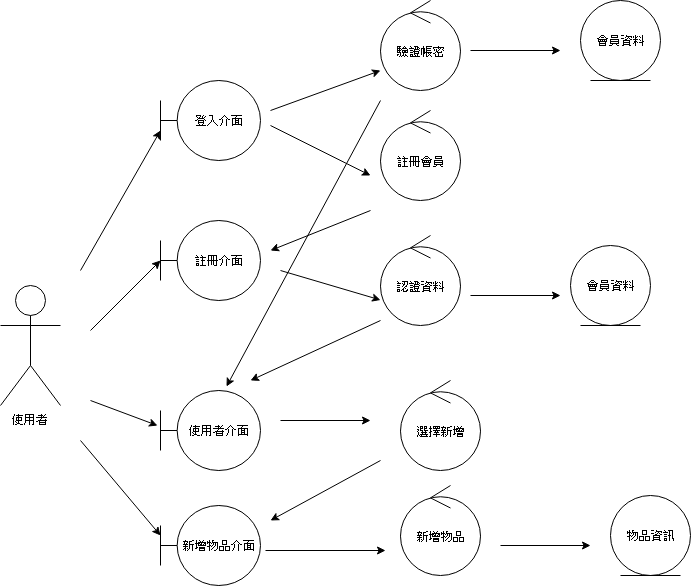 驗證帳密
會員資料
登入介面
註冊會員
註冊介面
認證資料
會員資料
使用者
使用者介面
選擇新增
新增物品介面
新增物品
物品資訊